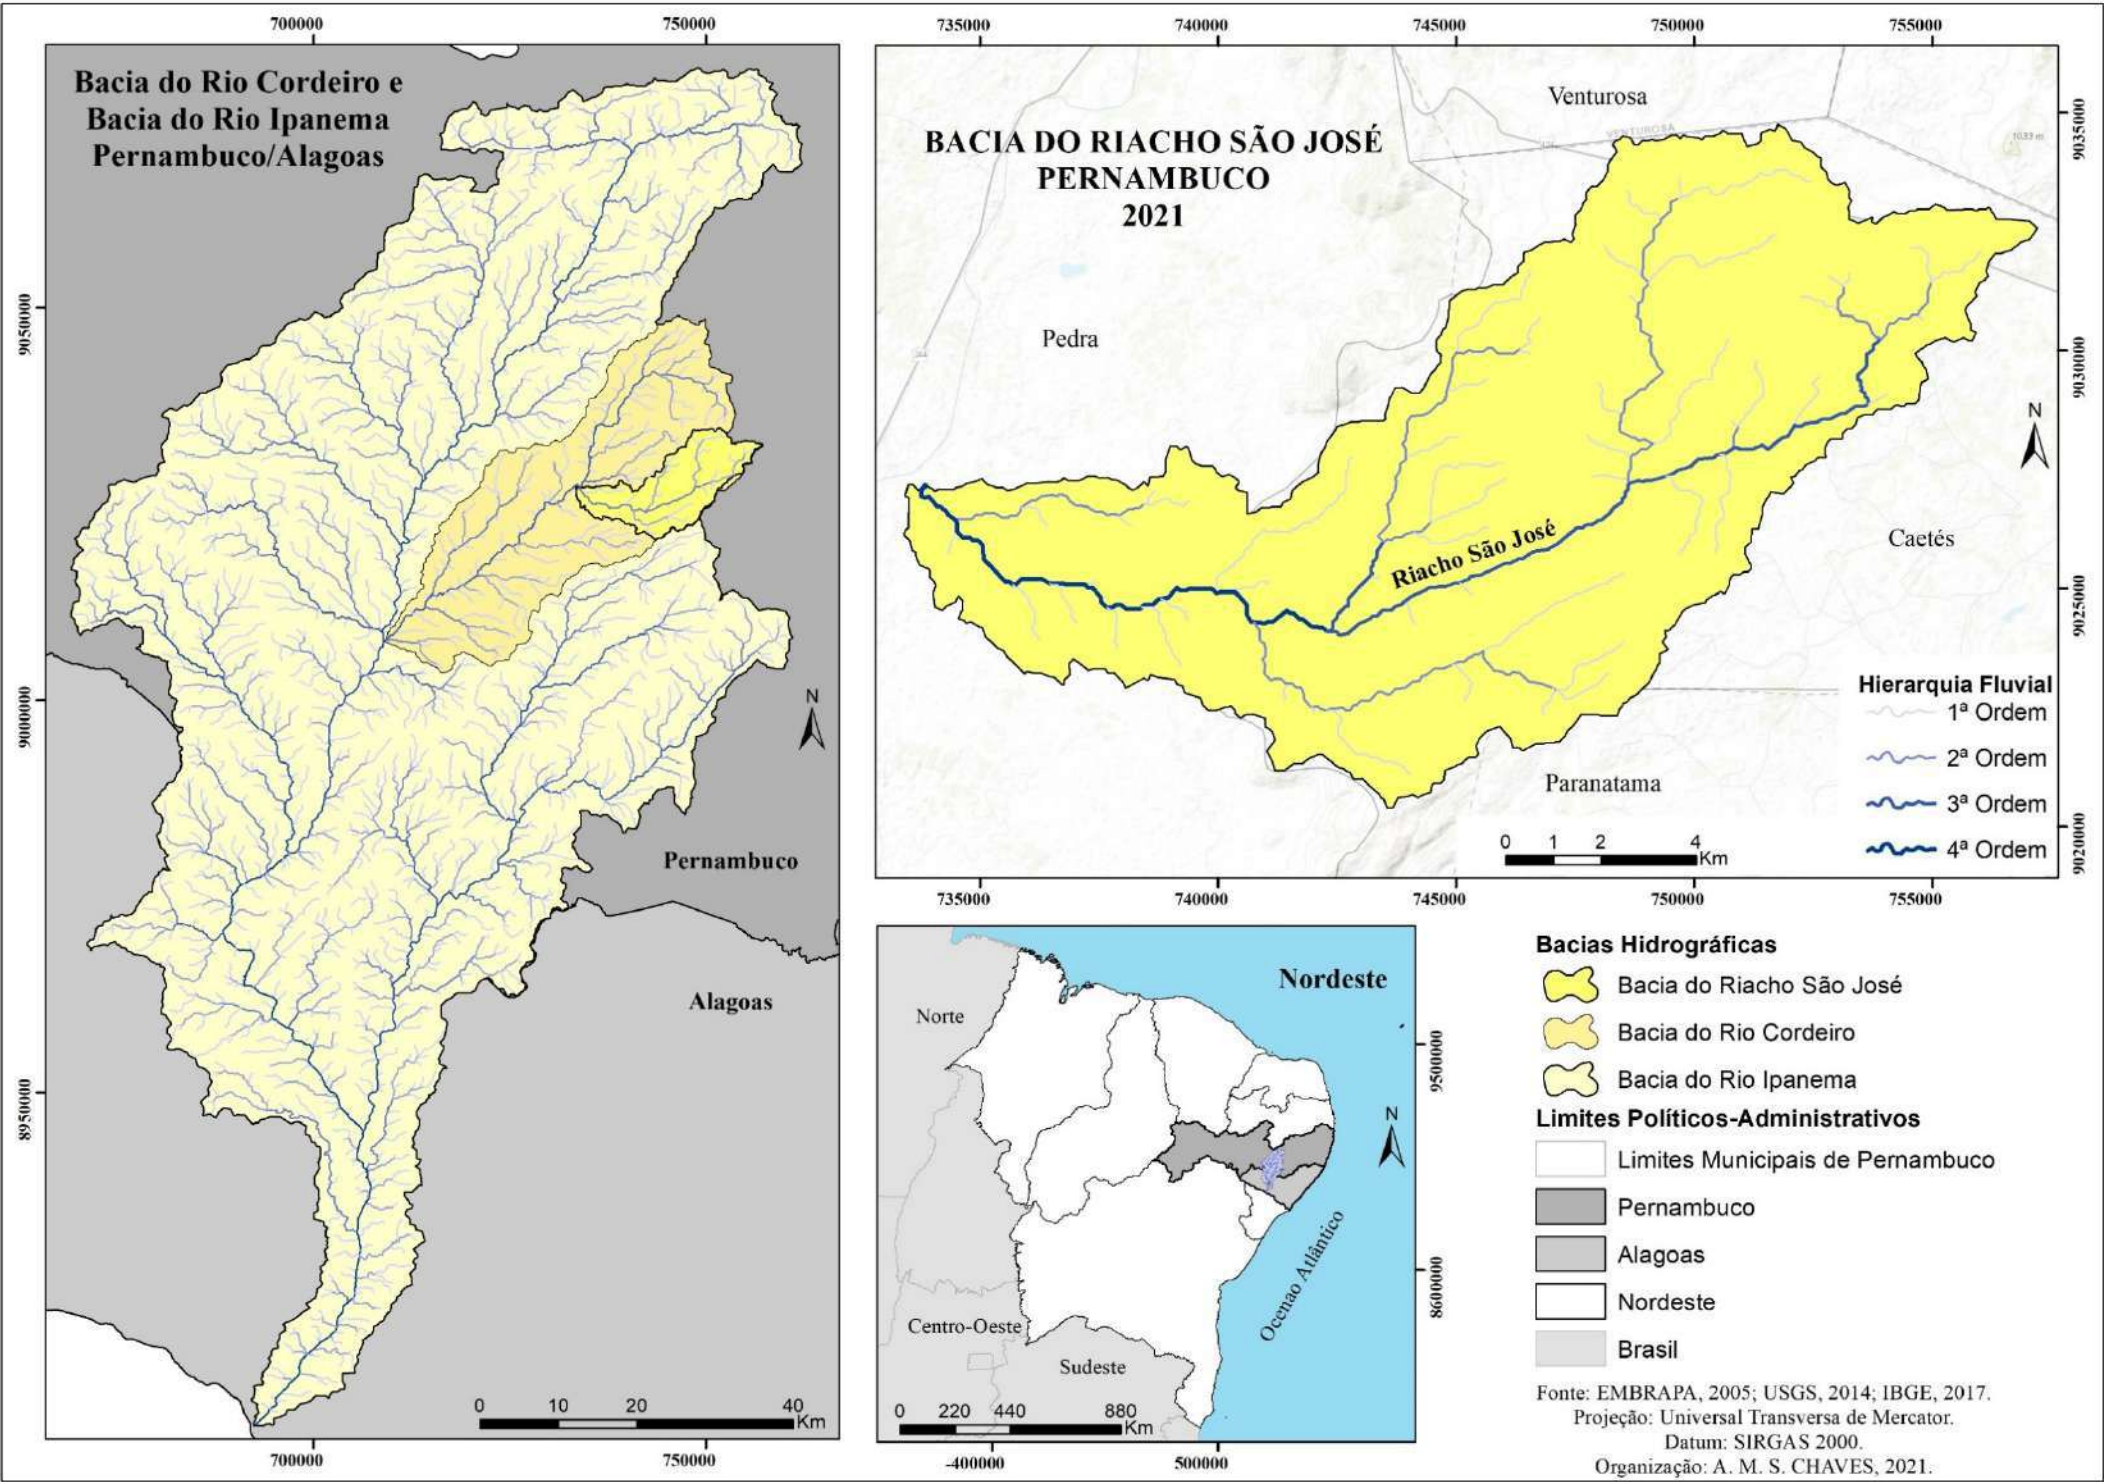 700000
750000
Bacia do Rio Cordeiro e
Bacia do Rio Ipanema
Pernambuco/Alagoas
9050000
9000000
8950000
N
Pernambuco
Alagoas
0 10 20 40
Km
700000
750000
735000
740000
745000
750000
755000
BACIA DO RIACHO SÃO JOSÉ
PERNAMBUCO
2021
Venturosa
VENTUROSA
1033 m
Pedra
Riacho São José
Caetés
Paranatama
N
9035000
9030000
9025000
9020000
Hierarquia Fluvial
1ª Ordem
2ª Ordem
3ª Ordem
4ª Ordem
0 1 2 4
Km
735000
740000
745000
750000
755000
Nordeste
Norte
Centro-Oeste
Sudeste
Ocenao Atlântico
N
9500000
8600000
0 220 440 880
Km
-400000
500000
Bacias Hidrográficas
Bacia do Riacho São José
Bacia do Rio Cordeiro
Bacia do Rio Ipanema
Limites Políticos-Administrativos
Limites Municipais de Pernambuco
Pernambuco
Alagoas
Nordeste
Brasil
Fonte: EMBRAPA, 2005; USGS, 2014; IBGE, 2017.
Projeção: Universal Transversa de Mercator.
Datum: SIRGAS 2000.
Organização: A. M. S. CHAVES, 2021.